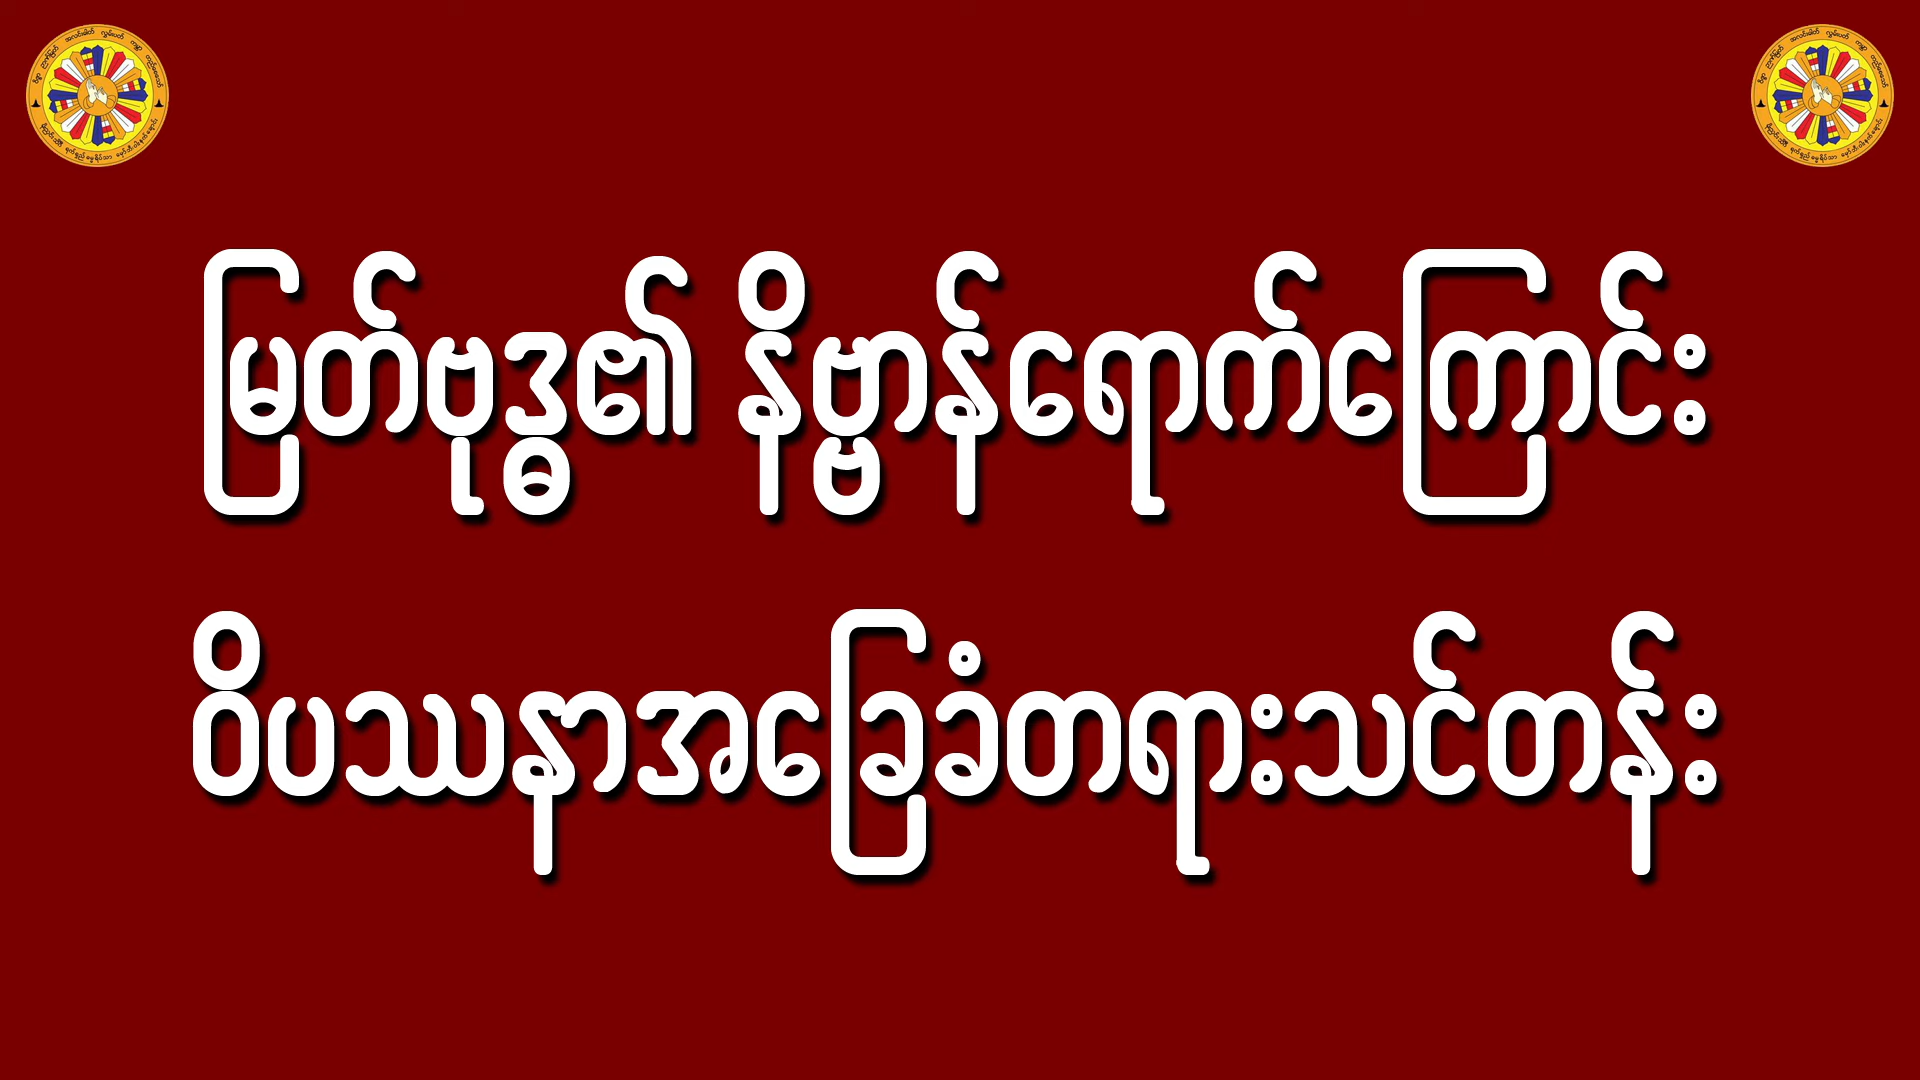 မြတ်ဗုဒ္ဓ၏ နိဗ္ဗာန်ရောက်ကြောင်း
ဝိပဿနာအခြေခံတရားသင်တန်း